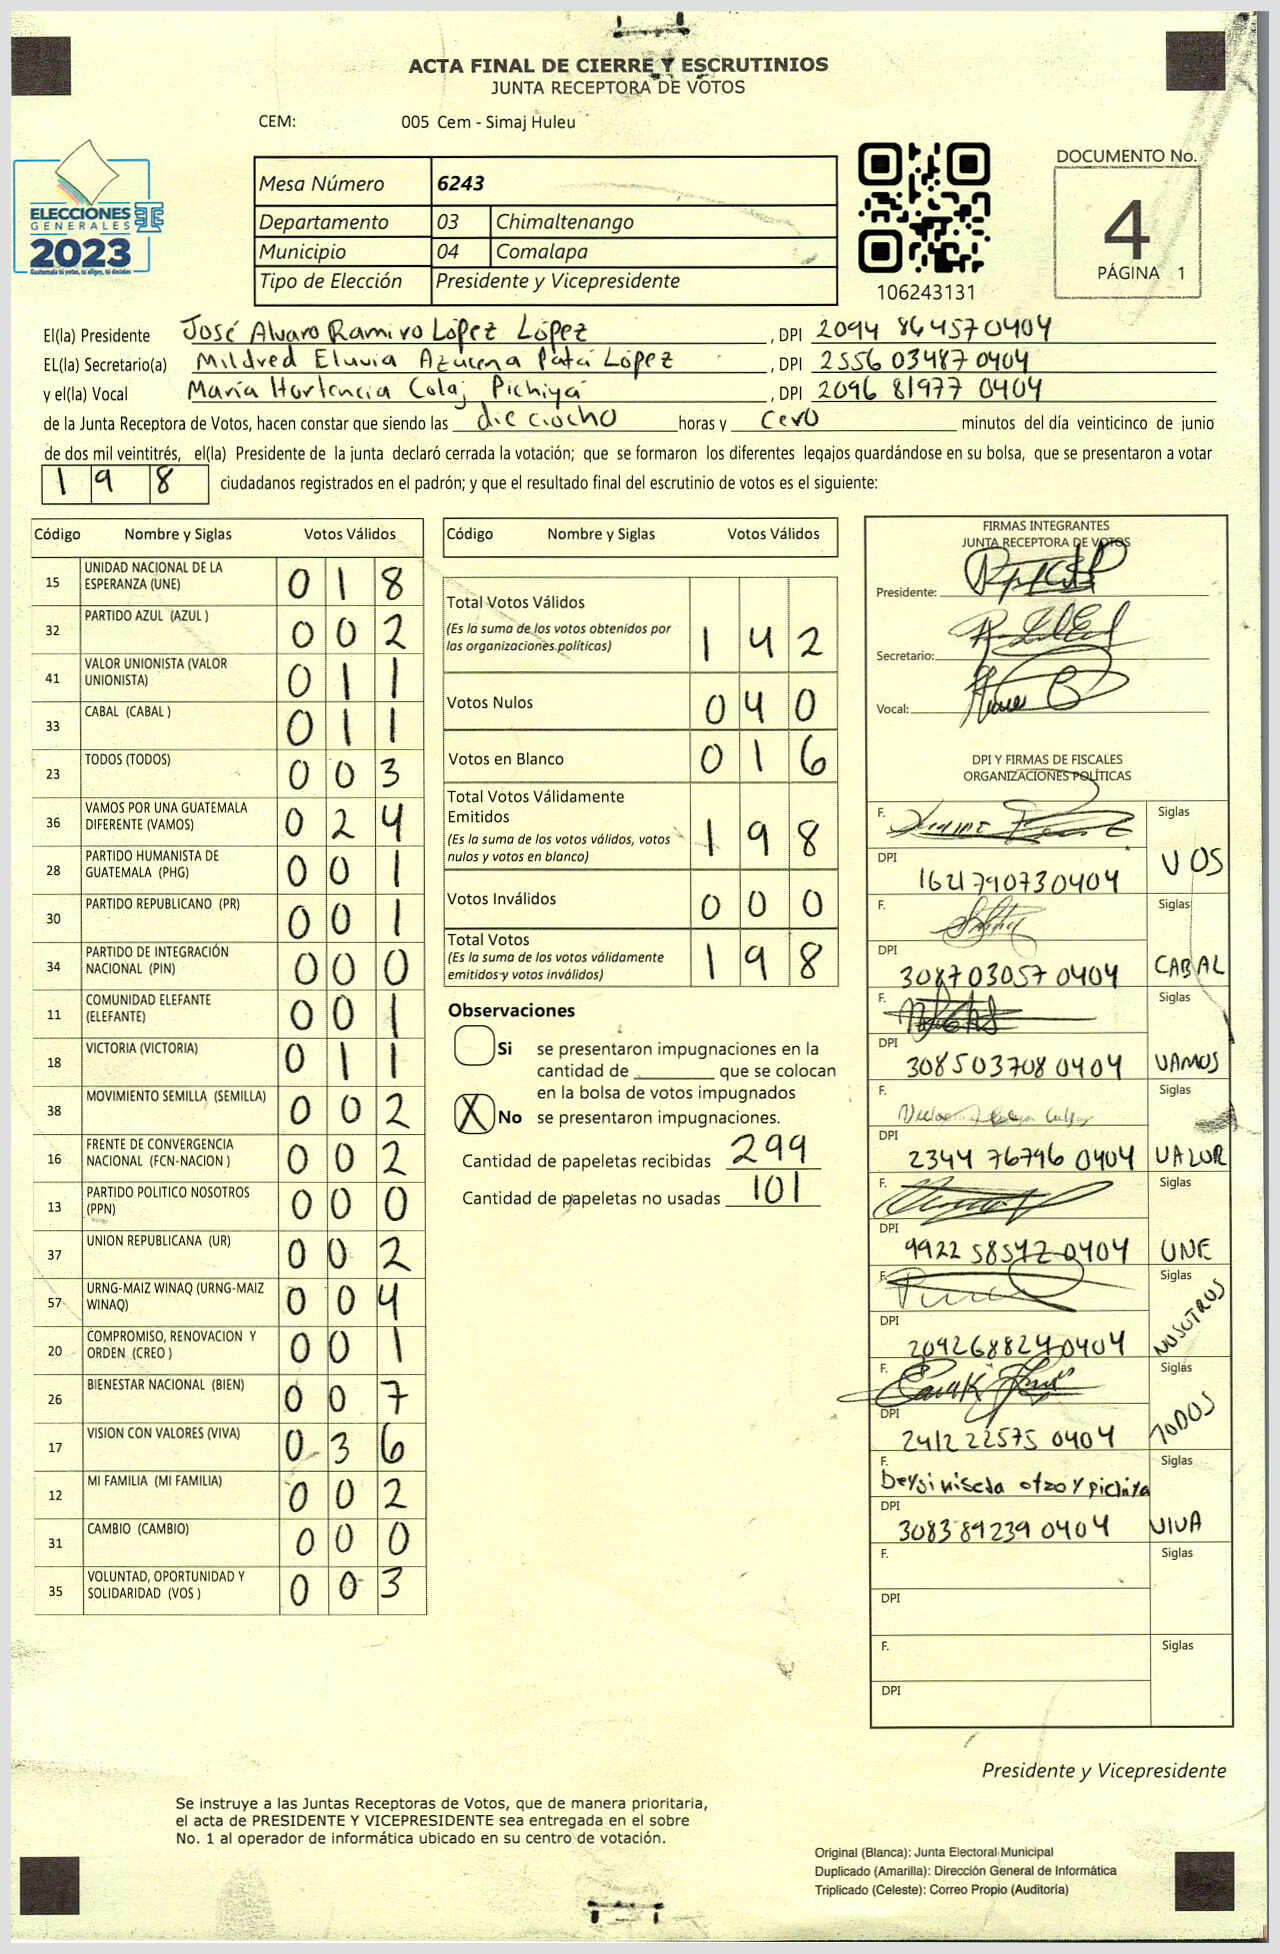 ACTA FINAL DE CIERRE Y ESCRUTINIOS
JUNTA RECEPTORA DE VOTOS
CEM: 005 Cem - Simaj Huleu
ELECCIONES
GENERALES
2023
Guatemala tú votas, tú eliges, tú decides
Mesa Número 6243
Departamento 03 Chimaltenango
Municipio 04 Comalapa
Tipo de Elección Presidente y Vicepresidente
106243131
DOCUMENTO No.
4
PÁGINA 1
El(la) Presidente José Alvaro Ramiro López López, DPI 2094 86457 0404
EL(la) Secretario(a) Mildred Eluvia Azucena Patá López, DPI 2556 03487 0404
y el(la) Vocal María Hortencia Colaj Pichiyá, DPI 2096 81977 0404
de la Junta Receptora de Votos, hacen constar que siendo las dieciocho horas y cero minutos del día veinticinco de junio
de dos mil veintitrés, el(la) Presidente de la junta declaró cerrada la votación; que se formaron los diferentes legajos guardándose en su bolsa, que se presentaron a votar
1 9 8 ciudadanos registrados en el padrón; y que el resultado final del escrutinio de votos es el siguiente:
Código Nombre y Siglas Votos Válidos
15 UNIDAD NACIONAL DE LA ESPERANZA (UNE) 0 1 8
32 PARTIDO AZUL (AZUL ) 0 0 2
41 VALOR UNIONISTA (VALOR UNIONISTA) 0 1 1
33 CABAL (CABAL ) 0 1 1
23 TODOS (TODOS) 0 0 3
36 VAMOS POR UNA GUATEMALA DIFERENTE (VAMOS) 0 2 4
28 PARTIDO HUMANISTA DE GUATEMALA (PHG) 0 0 1
30 PARTIDO REPUBLICANO (PR) 0 0 1
34 PARTIDO DE INTEGRACIÓN NACIONAL (PIN) 0 0 0
11 COMUNIDAD ELEFANTE (ELEFANTE) 0 0 1
18 VICTORIA (VICTORIA) 0 1 1
38 MOVIMIENTO SEMILLA (SEMILLA) 0 0 2
16 FRENTE DE CONVERGENCIA NACIONAL (FCN-NACION ) 0 0 2
13 PARTIDO POLITICO NOSOTROS (PPN) 0 0 0
37 UNION REPUBLICANA (UR) 0 0 2
57 URNG-MAIZ WINAQ (URNG-MAIZ WINAQ) 0 0 4
20 COMPROMISO, RENOVACION Y ORDEN (CREO ) 0 0 1
26 BIENESTAR NACIONAL (BIEN) 0 0 7
17 VISION CON VALORES (VIVA) 0 3 6
12 MI FAMILIA (MI FAMILIA) 0 0 2
31 CAMBIO (CAMBIO) 0 0 0
35 VOLUNTAD, OPORTUNIDAD Y SOLIDARIDAD (VOS ) 0 0 3
Código Nombre y Siglas Votos Válidos
Total Votos Válidos
(Es la suma de los votos obtenidos por
las organizaciones políticas) 1 4 2
Votos Nulos 0 4 0
Votos en Blanco 0 1 6
Total Votos Válidamente
Emitidos
(Es la suma de los votos válidos, votos
nulos y votos en blanco) 1 9 8
Votos Inválidos 0 0 0
Total Votos
(Es la suma de los votos válidamente
emitidos y votos inválidos) 1 9 8
Observaciones
Si se presentaron impugnaciones en la
cantidad de ________ que se colocan
en la bolsa de votos impugnados
X No se presentaron impugnaciones.
Cantidad de papeletas recibidas 299
Cantidad de papeletas no usadas 101
FIRMAS INTEGRANTES
JUNTA RECEPTORA DE VOTOS
Presidente:
Secretario:
Vocal:
DPI Y FIRMAS DE FISCALES
ORGANIZACIONES POLÍTICAS
F. Siglas
DPI 1621790730404 VOS
F. Siglas
DPI 308703057 0404 CABAL
F. Siglas
DPI 308503708 0404 VAMOS
F. Siglas
DPI 2344 76796 0404 VALOR
F. Siglas
DPI 9922 58572 0404 UNE
F. Siglas
DPI 2092688240404 NOSOTROS
F. Siglas
DPI 2412 22575 0404 TODOS
F. Siglas
DPI 3083 89239 0404 VIVA
F. Siglas
DPI
F. Siglas
DPI
Presidente y Vicepresidente
Se instruye a las Juntas Receptoras de Votos, que de manera prioritaria,
el acta de PRESIDENTE Y VICEPRESIDENTE sea entregada en el sobre
No. 1 al operador de informática ubicado en su centro de votación.
Original (Blanca): Junta Electoral Municipal
Duplicado (Amarilla): Dirección General de Informática
Triplicado (Celeste): Correo Propio (Auditoría)